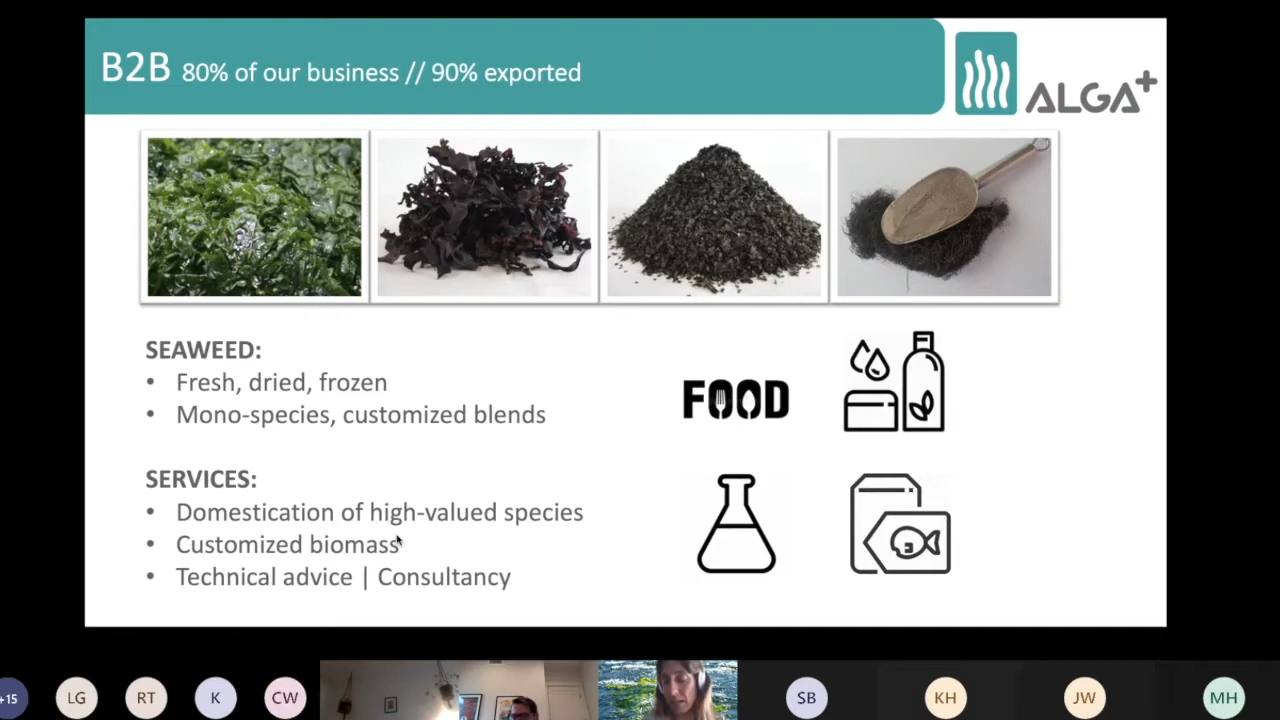 B2B 80% of our business // 90% exported
ALGA+
SEAWEED:
• Fresh, dried, frozen
• Mono-species, customized blends
FOOD
SERVICES:
• Domestication of high-valued species
• Customized biomass
• Technical advice | Consultancy
+15 LG RT K CW SB KH JW MH